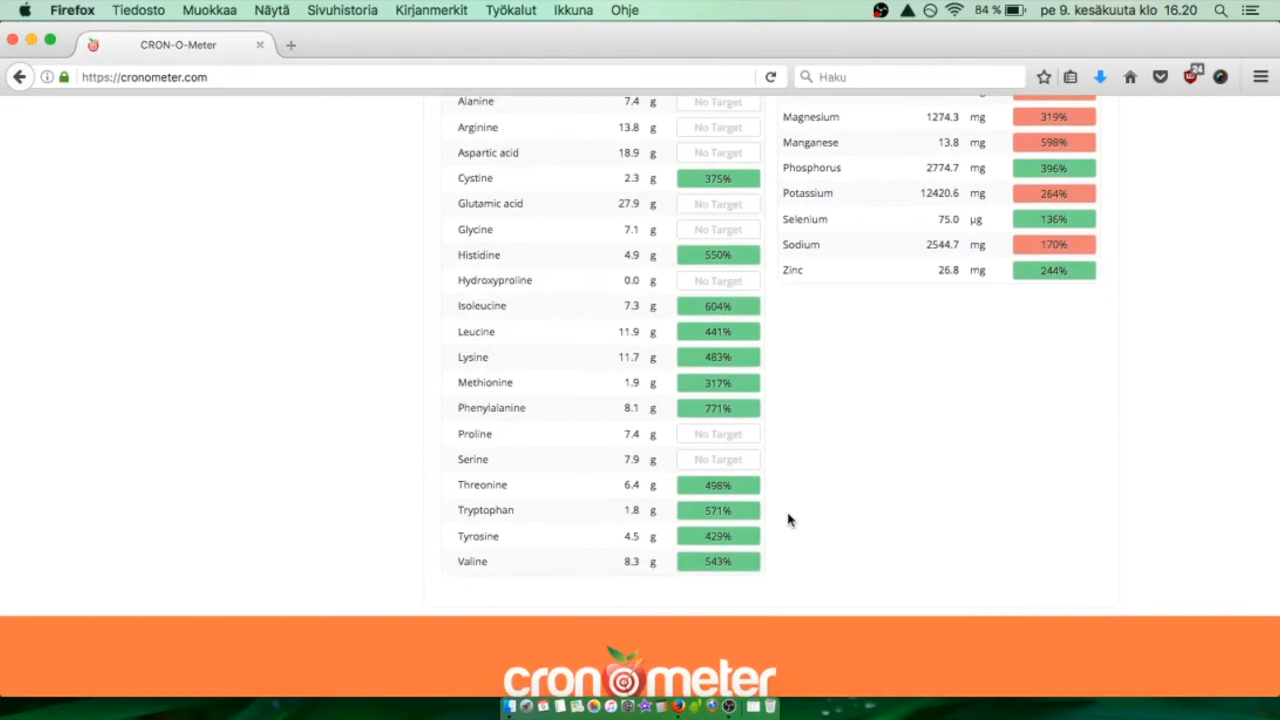 Firefox Tiedosto Muokkaa Näytä Sivuhistoria Kirjanmerkit Työkalut Ikkuna Ohje 84 % pe 9. kesäkuuta klo 16.20
CRON-O-Meter
https://cronometer.com Haku 24
Alanine 7.4 g No Target
Arginine 13.8 g No Target
Aspartic acid 18.9 g No Target
Cystine 2.3 g 375%
Glutamic acid 27.9 g No Target
Glycine 7.1 g No Target
Histidine 4.9 g 550%
Hydroxyproline 0.0 g No Target
Isoleucine 7.3 g 604%
Leucine 11.9 g 441%
Lysine 11.7 g 483%
Methionine 1.9 g 317%
Phenylalanine 8.1 g 771%
Proline 7.4 g No Target
Serine 7.9 g No Target
Threonine 6.4 g 498%
Tryptophan 1.8 g 571%
Tyrosine 4.5 g 429%
Valine 8.3 g 543%
Magnesium 1274.3 mg 319%
Manganese 13.8 mg 598%
Phosphorus 2774.7 mg 396%
Potassium 12420.6 mg 264%
Selenium 75.0 µg 136%
Sodium 2544.7 mg 170%
Zinc 26.8 mg 244%
cronometer